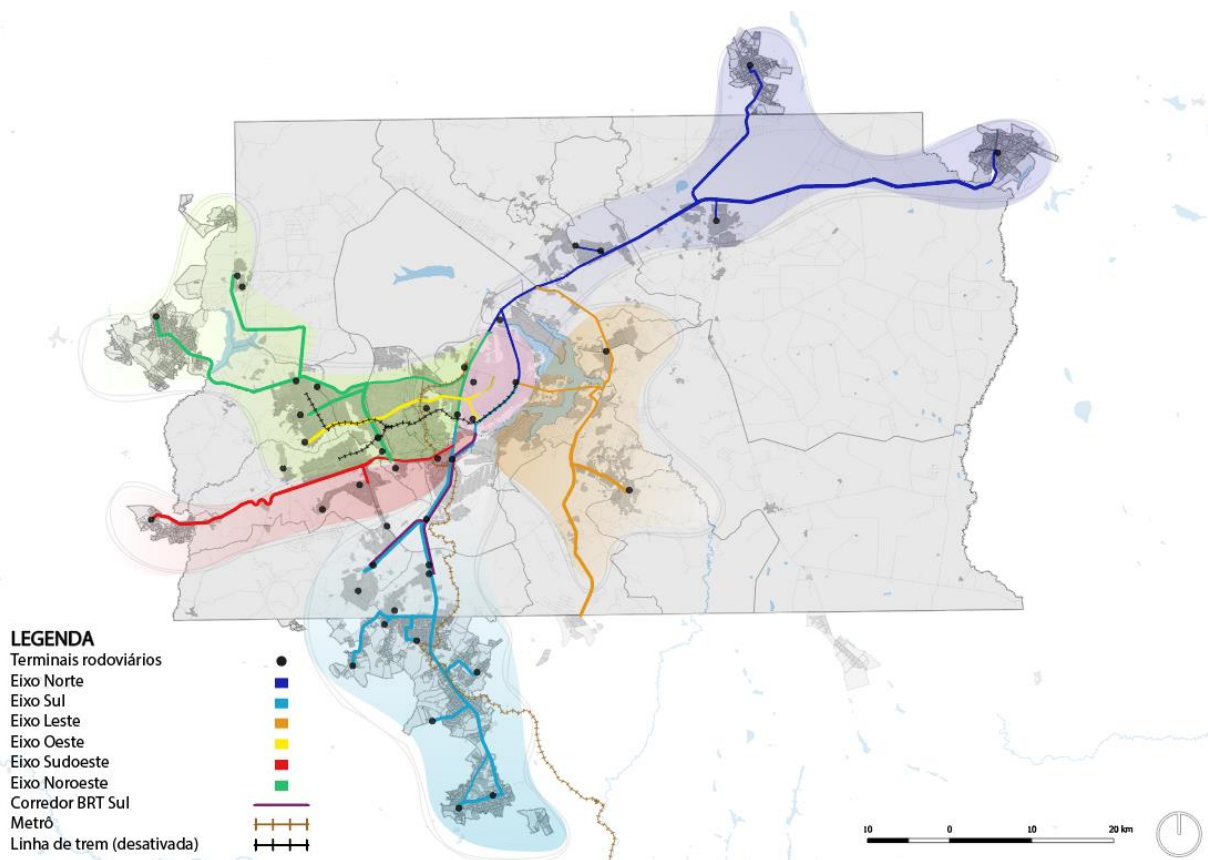 LEGENDA
Terminais rodoviários
Eixo Norte
Eixo Sul
Eixo Leste
Eixo Oeste
Eixo Sudoeste
Eixo Noroeste
Corredor BRT Sul
Metrô
Linha de trem (desativada)
10 0 10 20 km